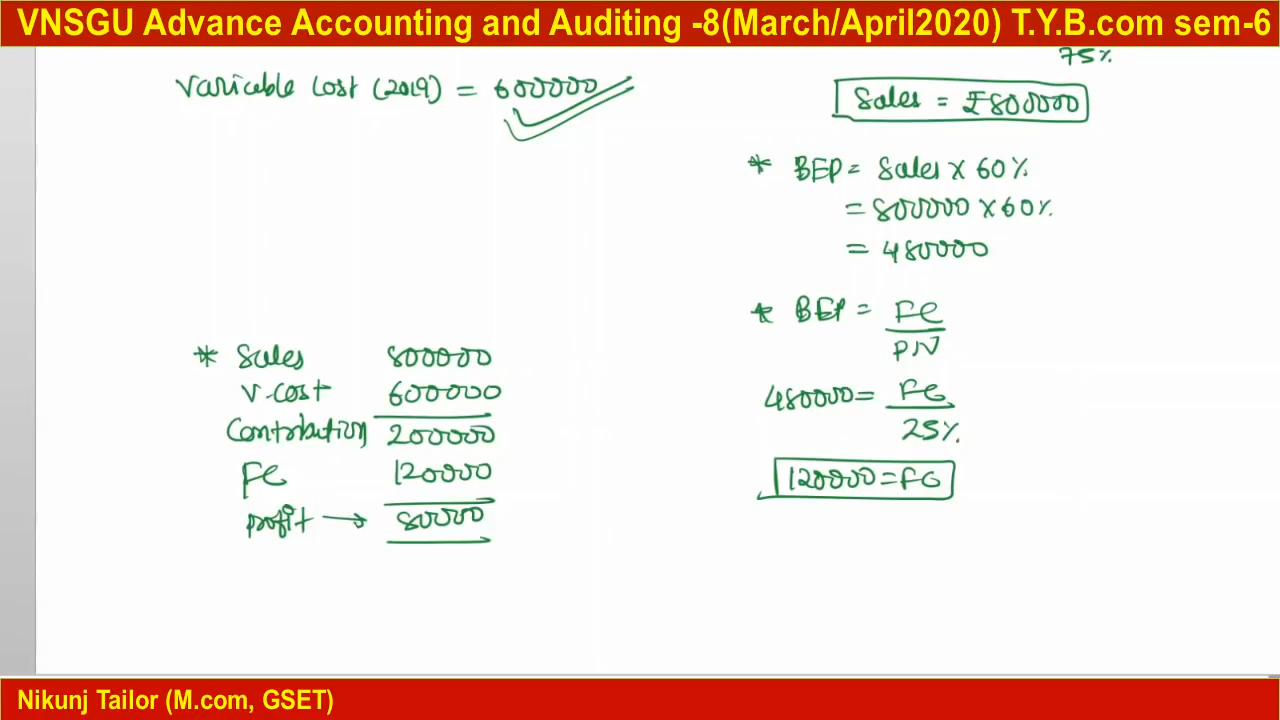 VNSGU Advance Accounting and Auditing -8(March/April2020) T.Y.B.com sem-6
75%
Variable Cost (2019) = 600000
Sales = ₹800000
* BEP = Sales x 60%
= 800000 x 60%
= 480000
* BEP = FC
PV
480000 = FC
25%
120000 = FC
* Sales 800000
V.cost 600000
Contribution 200000
FC 120000
profit → 80000
Nikunj Tailor (M.com, GSET)